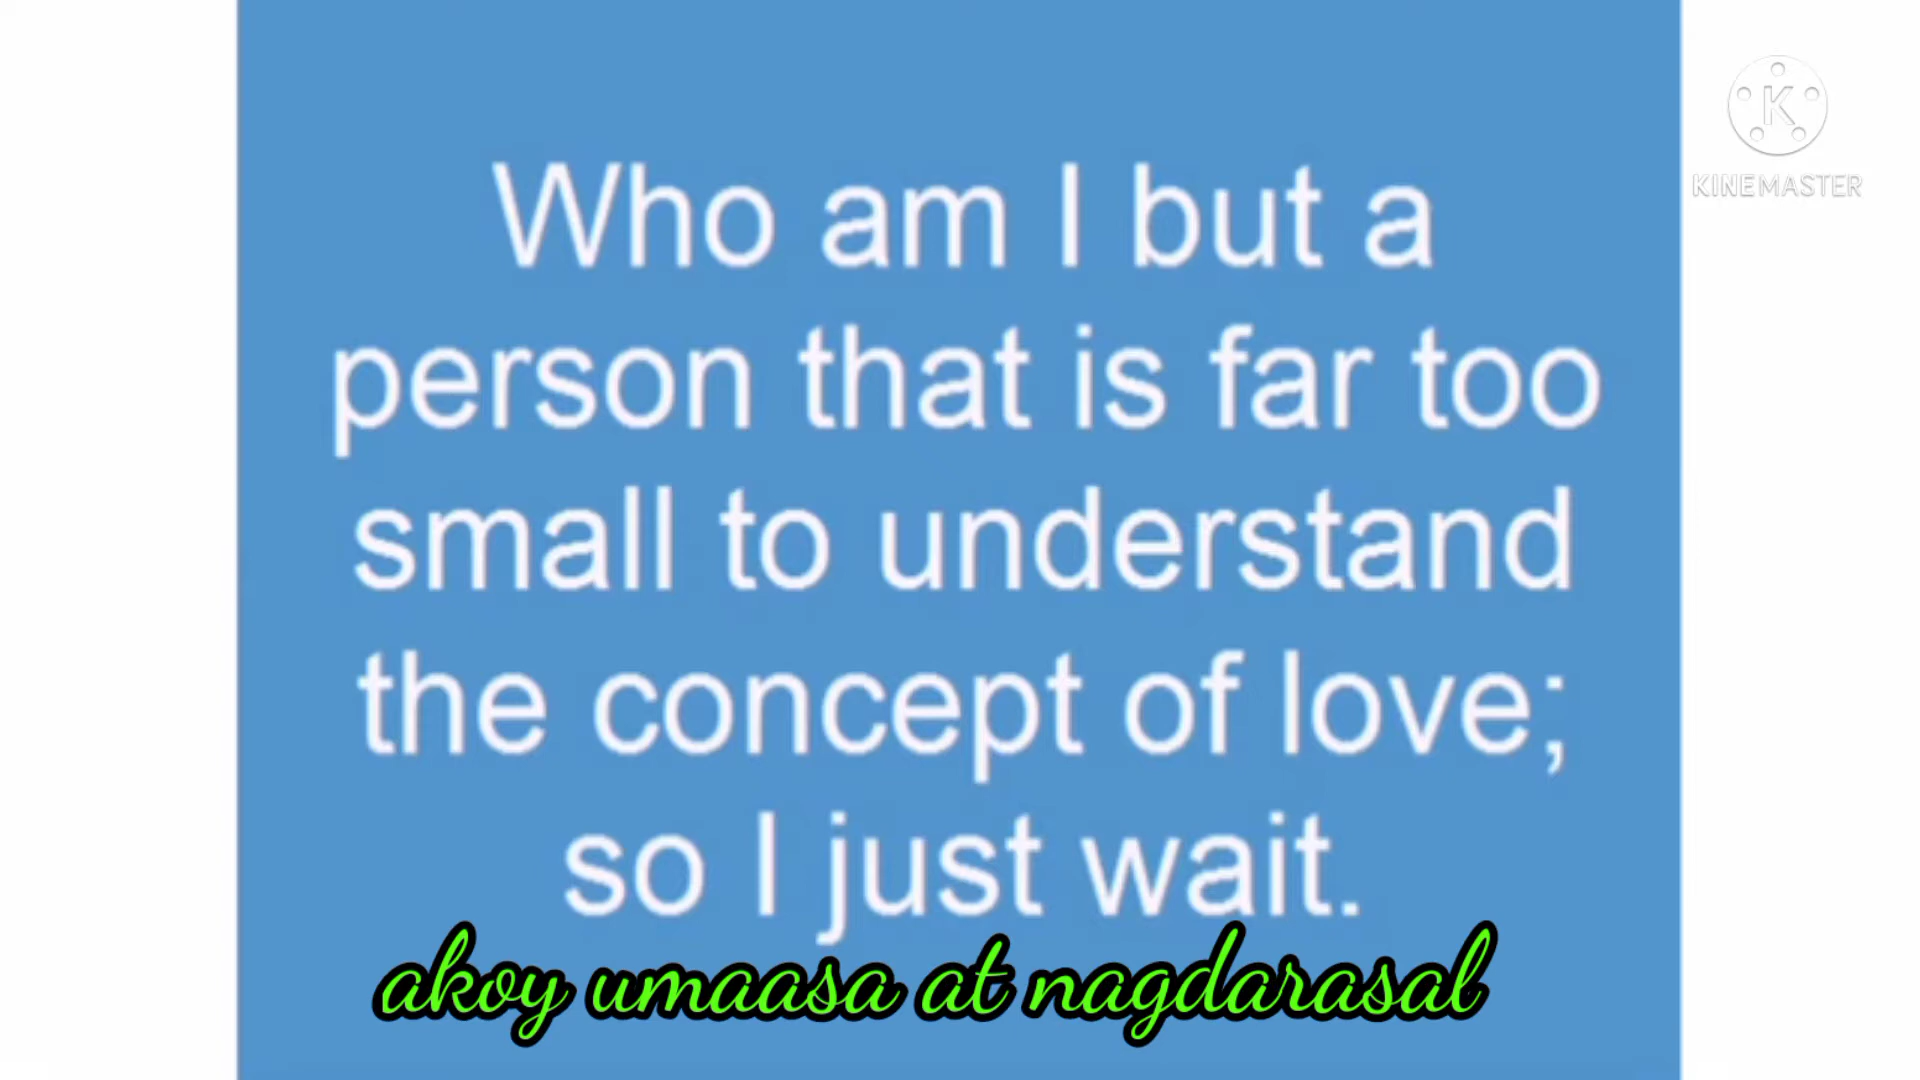 Who am I but a
person that is far too
small to understand
the concept of love;
so I just wait.
akoy umaasa at nagdarasal
K
KINEMASTER